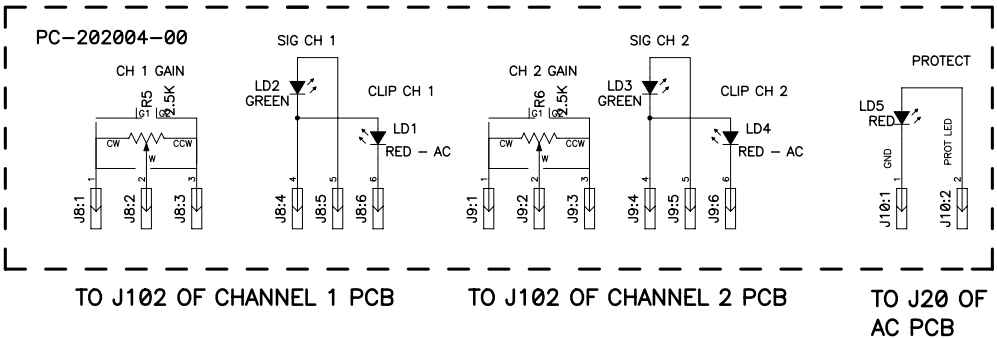 PC-202004-00
CH 1 GAIN
R5
2.5K
G1 G2
CW
W
CCW
1
2
3
J8:1
J8:2
J8:3
SIG CH 1
LD2
GREEN
CLIP CH 1
LD1
RED - AC
4
5
6
J8:4
J8:5
J8:6
CH 2 GAIN
R6
2.5K
G1 G2
CW
W
CCW
1
2
3
J9:1
J9:2
J9:3
SIG CH 2
LD3
GREEN
CLIP CH 2
LD4
RED - AC
4
5
6
J9:4
J9:5
J9:6
PROTECT
LD5
RED
GND
PROT LED
1
2
J10:1
J10:2
TO J102 OF CHANNEL 1 PCB
TO J102 OF CHANNEL 2 PCB
TO J20 OF
AC PCB